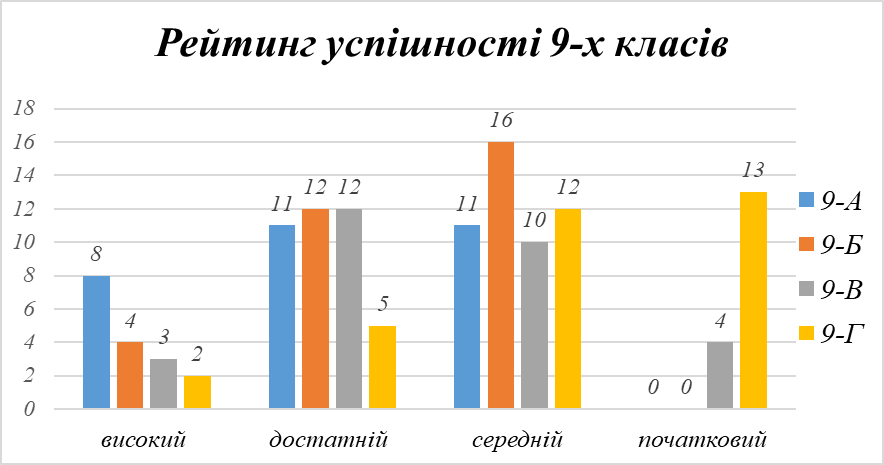 Рейтинг успішності 9-х класів
18
16
14
12
10
8
6
4
2
0
8
4
3
2
11
12
12
5
11
16
10
12
0
0
4
13
високий
достатній
середній
початковий
9-А
9-Б
9-В
9-Г